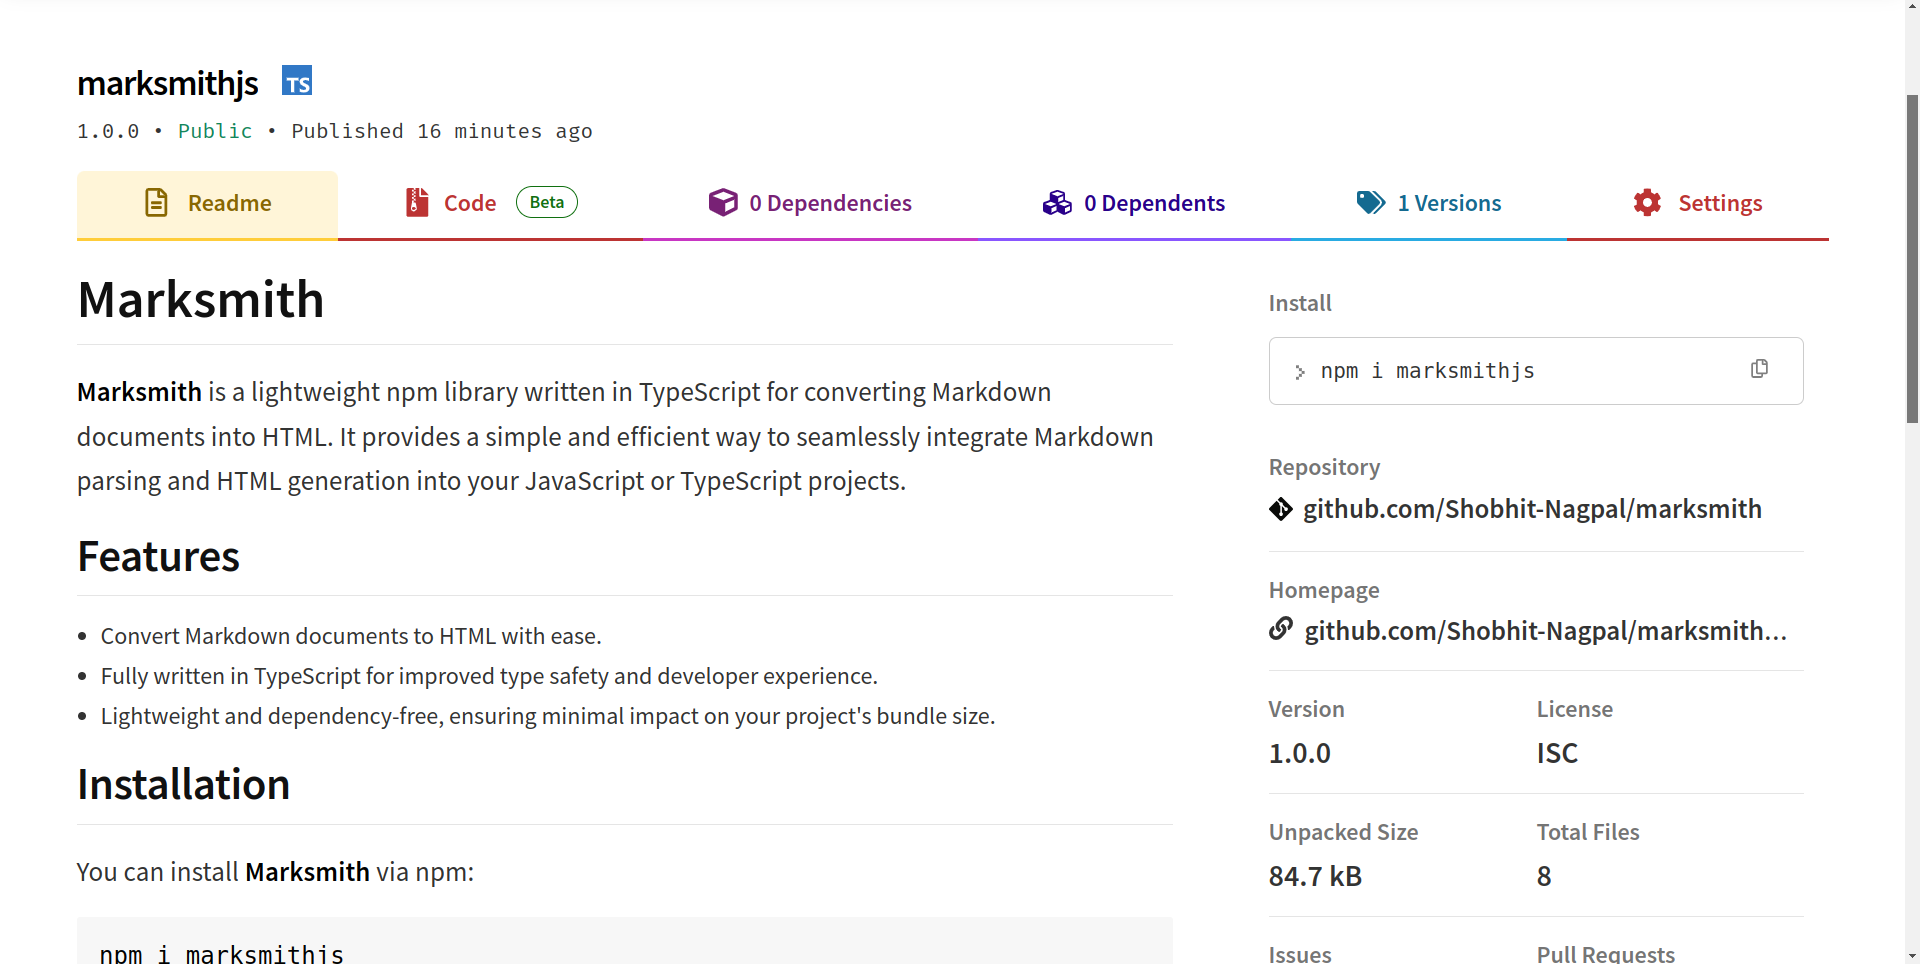 marksmithjs TS
1.0.0 • Public • Published 16 minutes ago
Readme
Code Beta
0 Dependencies
0 Dependents
1 Versions
Settings
Marksmith
Marksmith is a lightweight npm library written in TypeScript for converting Markdown
documents into HTML. It provides a simple and efficient way to seamlessly integrate Markdown
parsing and HTML generation into your JavaScript or TypeScript projects.
Features
• Convert Markdown documents to HTML with ease.
• Fully written in TypeScript for improved type safety and developer experience.
• Lightweight and dependency-free, ensuring minimal impact on your project's bundle size.
Installation
You can install Marksmith via npm:
npm i marksmithjs
Install
npm i marksmithjs
Repository
github.com/Shobhit-Nagpal/marksmith
Homepage
github.com/Shobhit-Nagpal/marksmith...
Version
1.0.0
License
ISC
Unpacked Size
84.7 kB
Total Files
8
Issues
Pull Requests